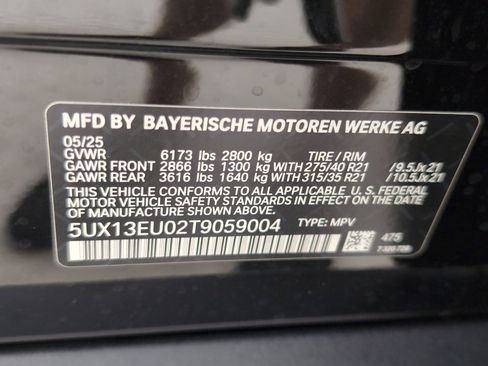 MFD BY BAYERISCHE MOTOREN WERKE AG
05/25
GVWR 6173 lbs 2800 kg TIRE / RIM
GAWR FRONT 2866 lbs 1300 kg WITH 275/40 R21 /9.5Jx21
GAWR REAR 3616 lbs 1640 kg WITH 315/35 R21 /10.5Jx21
THIS VEHICLE CONFORMS TO ALL APPLICABLE U. S. FEDERAL
MOTOR VEHICLE SAFETY STANDARDS IN EFFECT ON THE
DATE OF MANUFACTURE SHOWN ABOVE.
5UX13EU02T9059004 TYPE: MPV
475